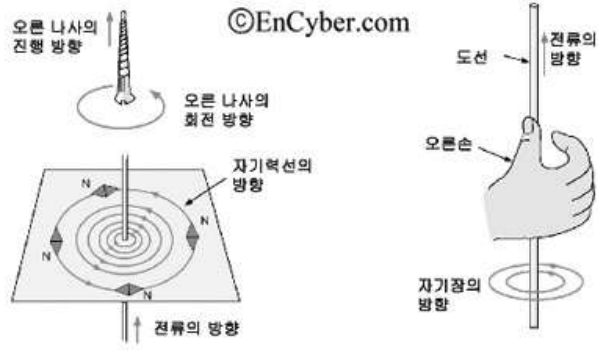 ©EnCyber.com
오른 나사의
진행 방향
오른 나사의
회전 방향
자기력선의
방향
N
N
N
N
전류의 방향
전류의
방향
도선
오른손
자기장의
방향